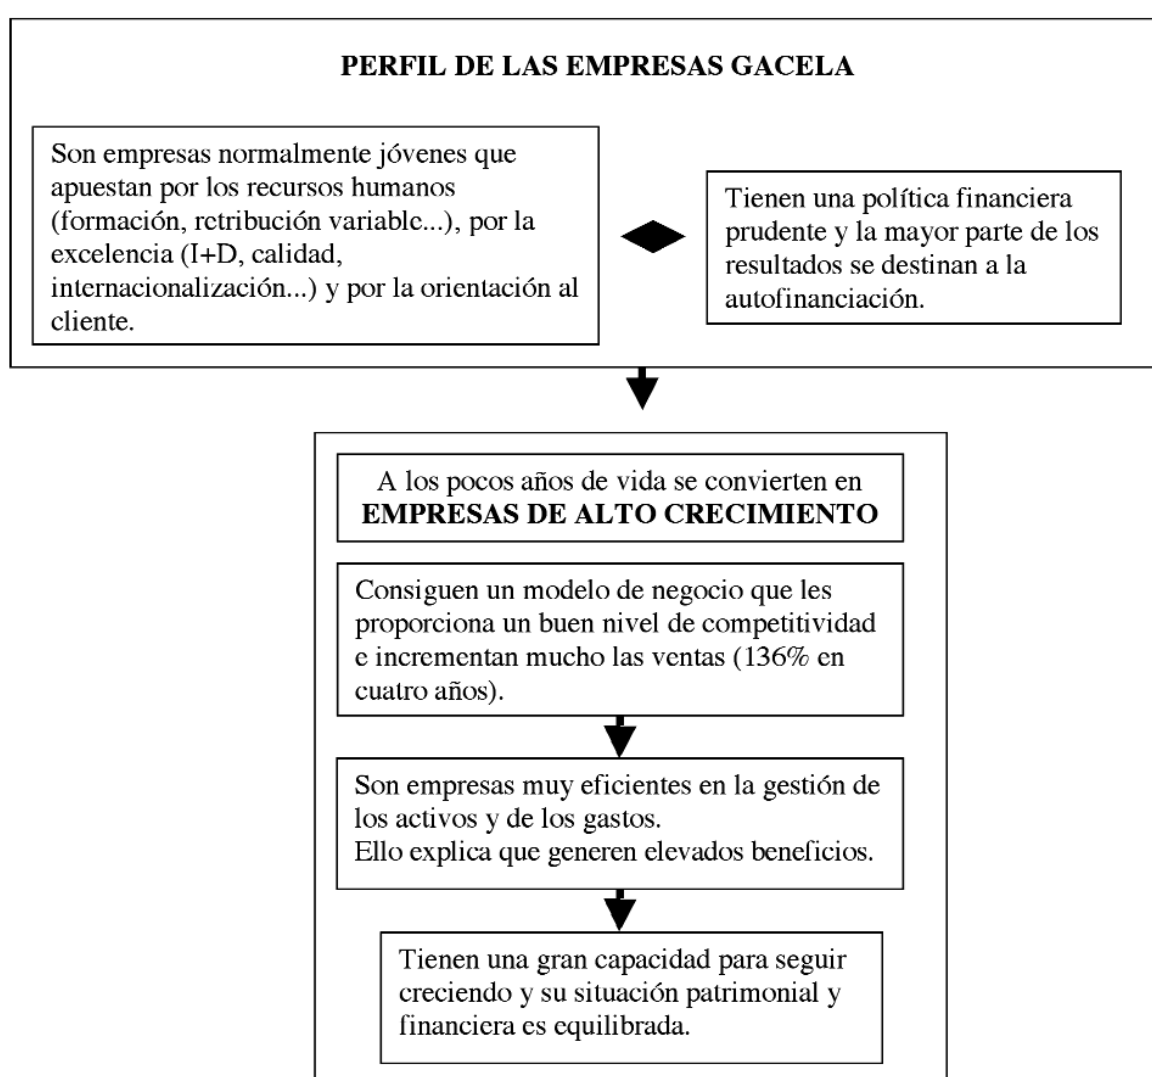 PERFIL DE LAS EMPRESAS GACELA
Son empresas normalmente jóvenes que
apuestan por los recursos humanos
(formación, retribución variable...), por la
excelencia (I+D, calidad,
internacionalización...) y por la orientación al
cliente.
Tienen una política financiera
prudente y la mayor parte de los
resultados se destinan a la
autofinanciación.
A los pocos años de vida se convierten en
EMPRESAS DE ALTO CRECIMIENTO
Consiguen un modelo de negocio que les
proporciona un buen nivel de competitividad
e incrementan mucho las ventas (136% en
cuatro años).
Son empresas muy eficientes en la gestión de
los activos y de los gastos.
Ello explica que generen elevados beneficios.
Tienen una gran capacidad para seguir
creciendo y su situación patrimonial y
financiera es equilibrada.